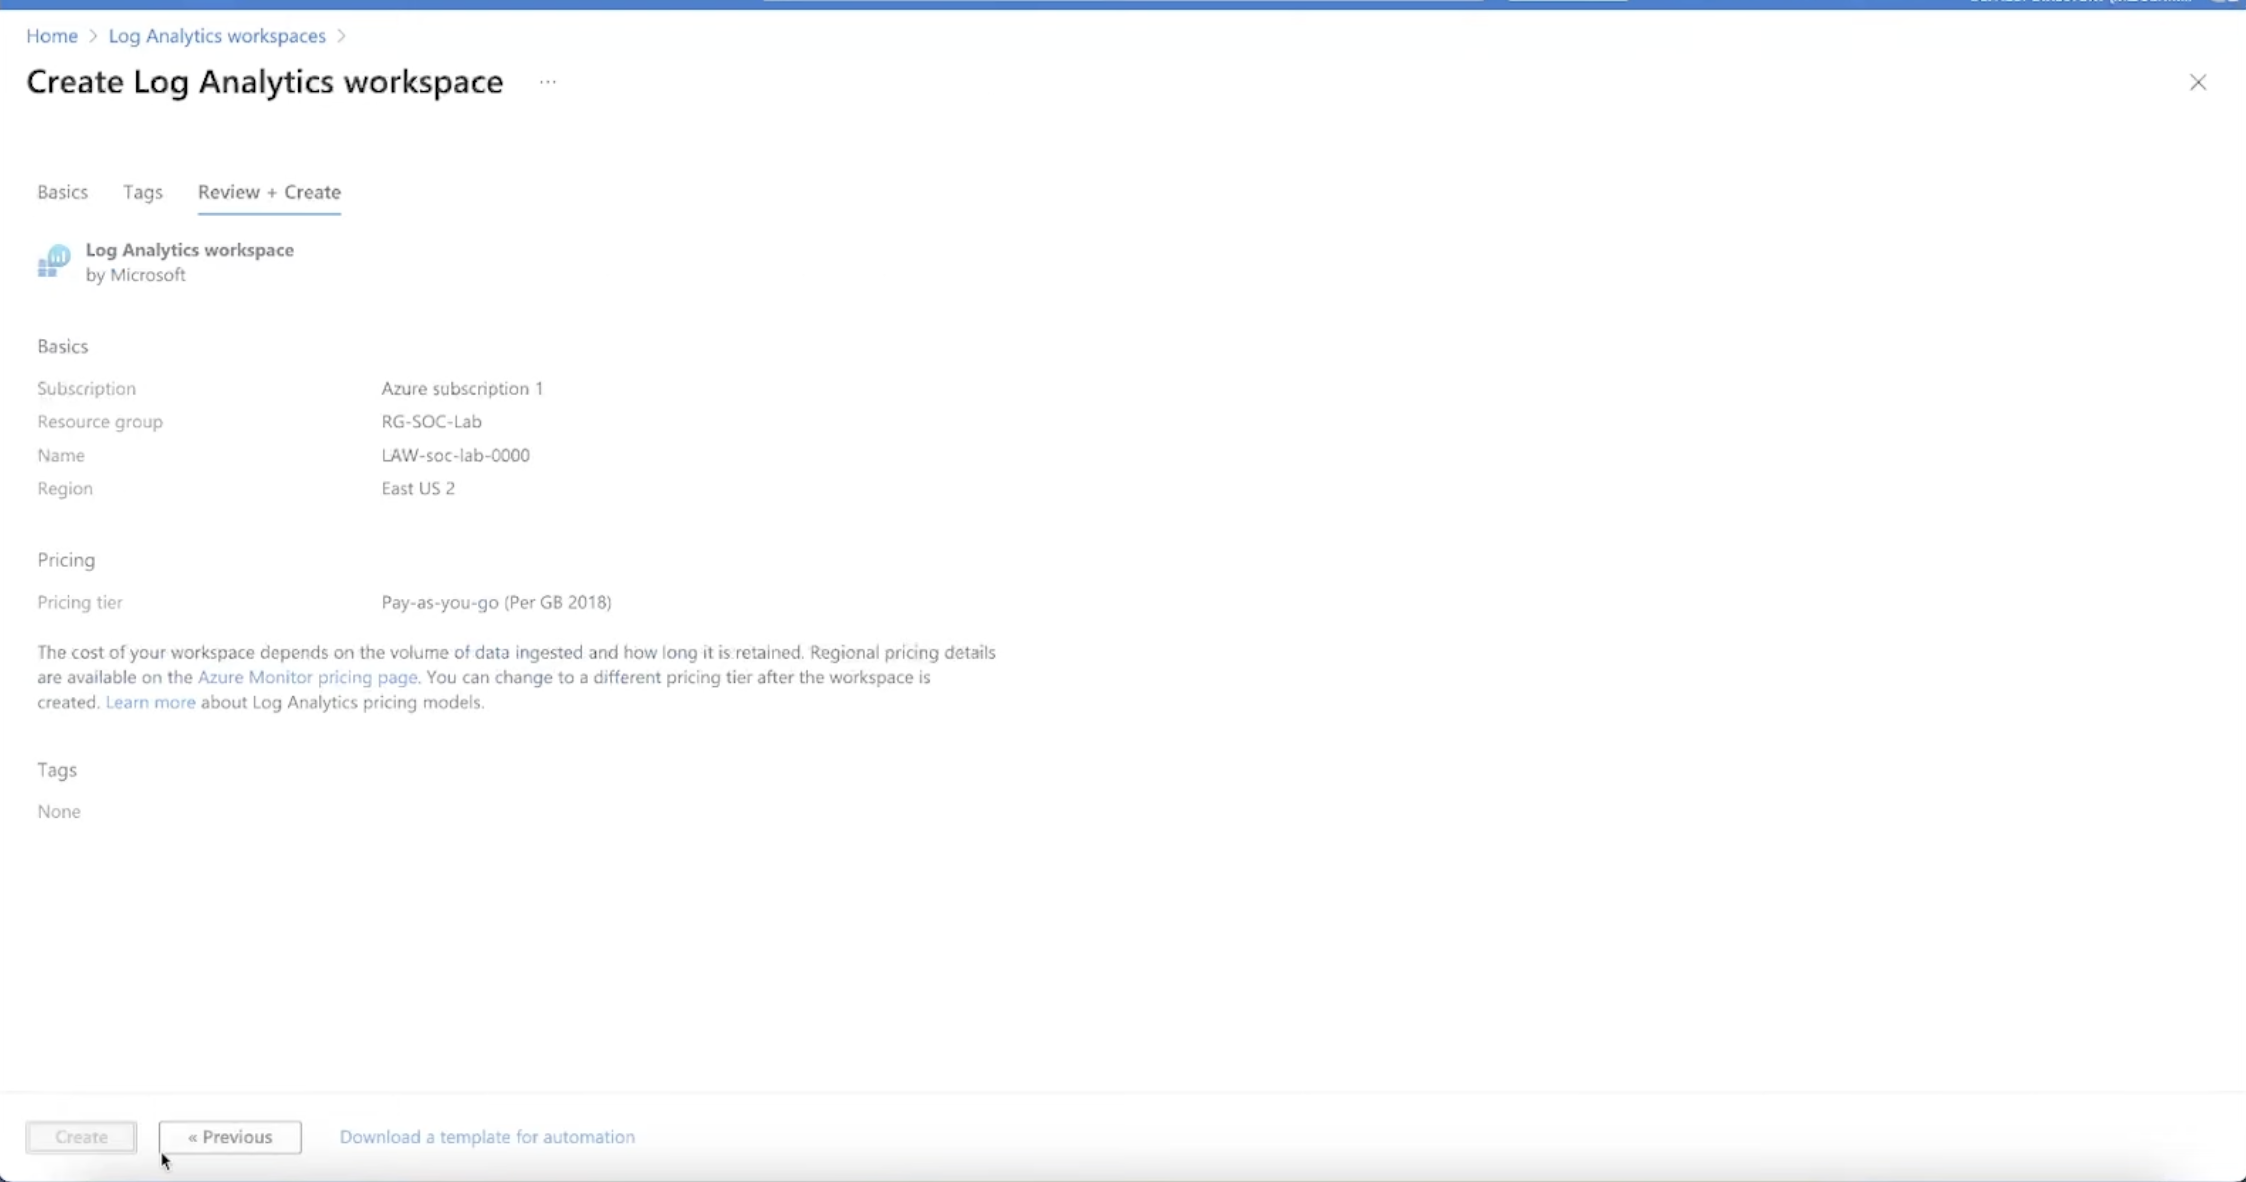 Home > Log Analytics workspaces >
Create Log Analytics workspace ...
Basics Tags Review + Create
Log Analytics workspace
by Microsoft
Basics
Subscription Azure subscription 1
Resource group RG-SOC-Lab
Name LAW-soc-lab-0000
Region East US 2
Pricing
Pricing tier Pay-as-you-go (Per GB 2018)
The cost of your workspace depends on the volume of data ingested and how long it is retained. Regional pricing details
are available on the Azure Monitor pricing page. You can change to a different pricing tier after the workspace is
created. Learn more about Log Analytics pricing models.
Tags
None
Create « Previous Download a template for automation